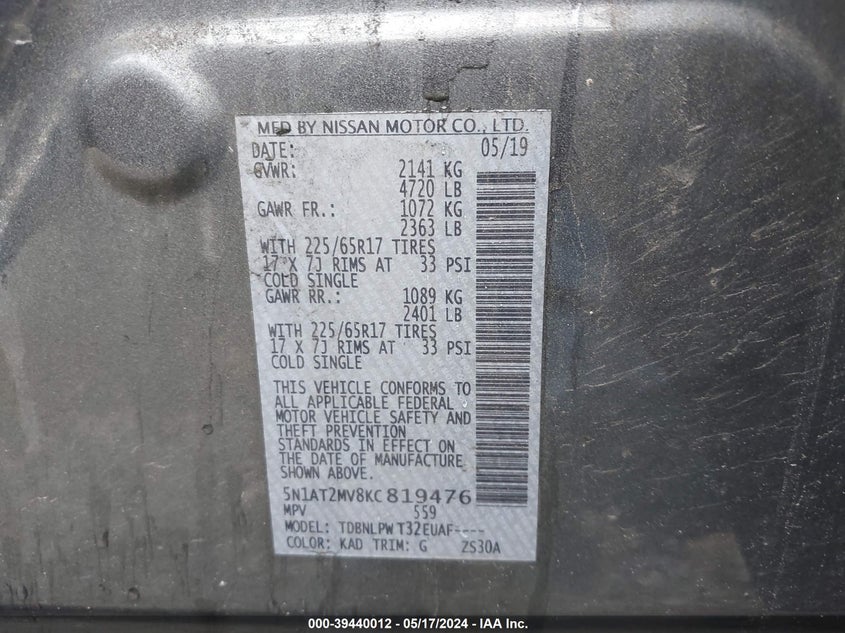 MFD BY NISSAN MOTOR CO., LTD.
DATE: 05/19
GVWR: 2141 KG
4720 LB
GAWR FR.: 1072 KG
2363 LB
WITH 225/65R17 TIRES
17 X 7J RIMS AT 33 PSI
COLD SINGLE
GAWR RR.: 1089 KG
2401 LB
WITH 225/65R17 TIRES
17 X 7J RIMS AT 33 PSI
COLD SINGLE
THIS VEHICLE CONFORMS TO
ALL APPLICABLE FEDERAL
MOTOR VEHICLE SAFETY AND
THEFT PREVENTION
STANDARDS IN EFFECT ON
THE DATE OF MANUFACTURE
SHOWN ABOVE.
5N1AT2MV8KC819476
MPV 559
MODEL: TDBNLPW T32EUAF----
COLOR: KAD TRIM: G ZS30A
000-39440012 - 05/17/2024 - IAA Inc.